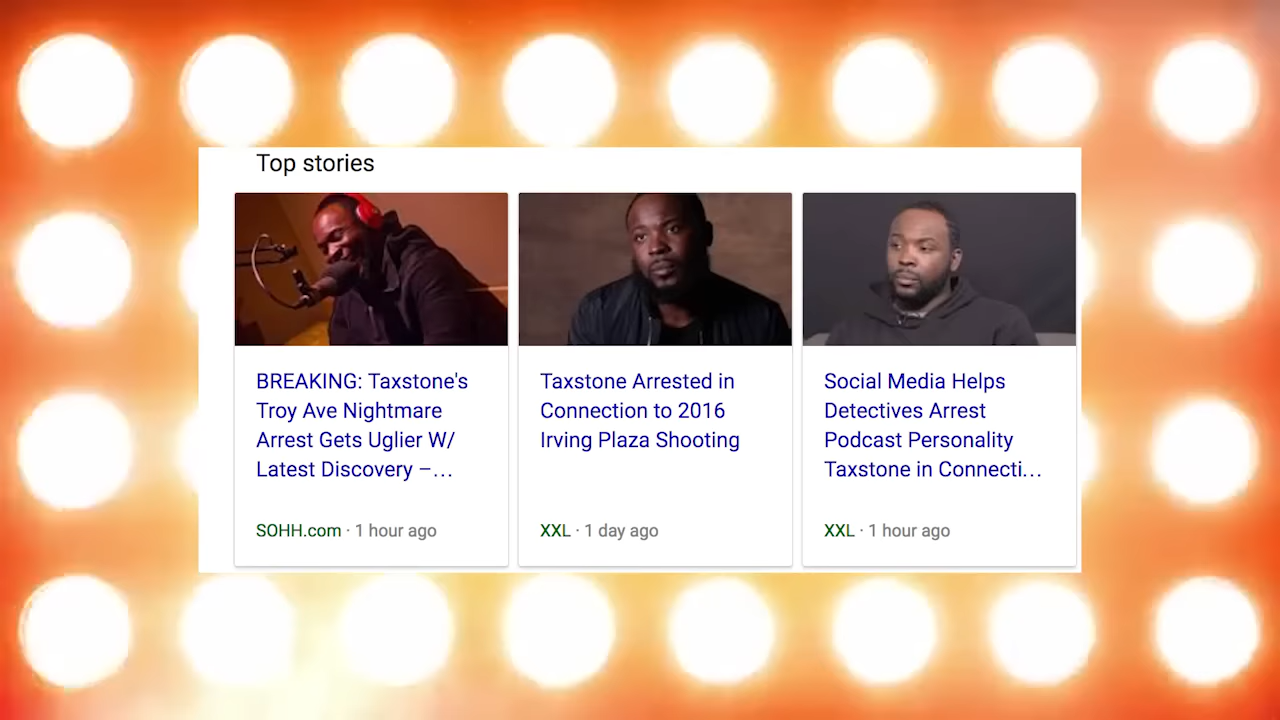 Top stories
BREAKING: Taxstone's
Troy Ave Nightmare
Arrest Gets Uglier W/
Latest Discovery –…
SOHH.com · 1 hour ago
Taxstone Arrested in
Connection to 2016
Irving Plaza Shooting
XXL · 1 day ago
Social Media Helps
Detectives Arrest
Podcast Personality
Taxstone in Connecti…
XXL · 1 hour ago